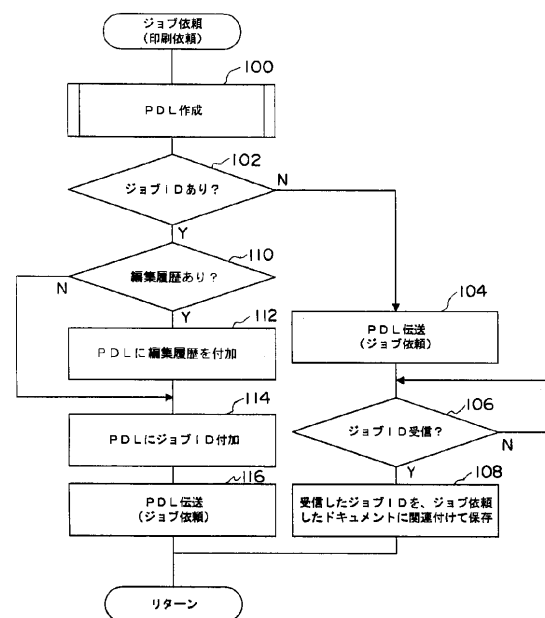 ジョブ依頼
(印刷依頼)
100
PDL作成
102
ジョブIDあり?
N
Y
110
編集履歴あり?
N
Y
112
PDLに編集履歴を付加
114
PDLにジョブID付加
116
PDL伝送
(ジョブ依頼)
104
PDL伝送
(ジョブ依頼)
106
ジョブID受信?
N
Y
108
受信したジョブIDを、ジョブ依頼
したドキュメントに関連付けて保存
リターン